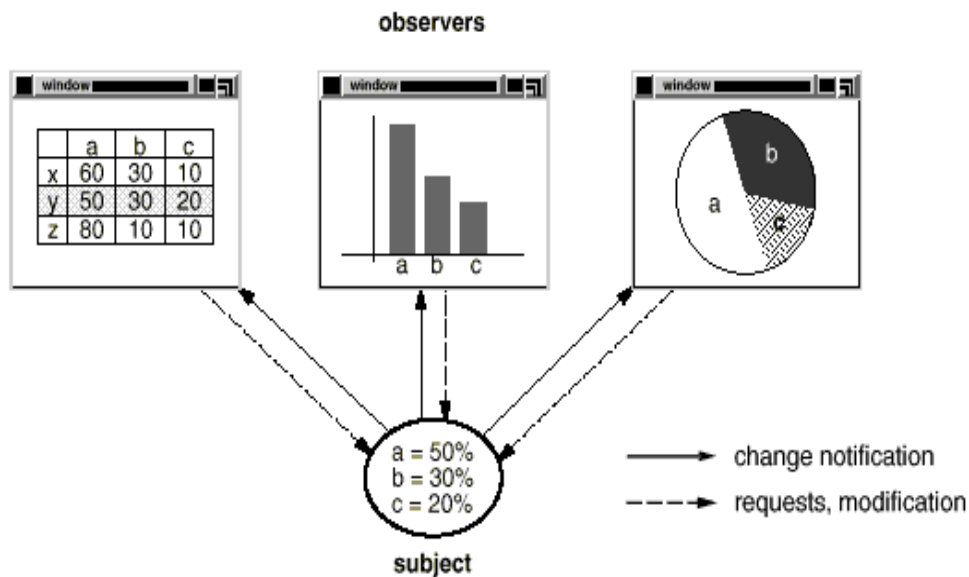 observers
window
a b c
x 60 30 10
y 50 30 20
z 80 10 10
window
a b c
window
a
b
c
a = 50%
b = 30%
c = 20%
subject
change notification
requests, modification